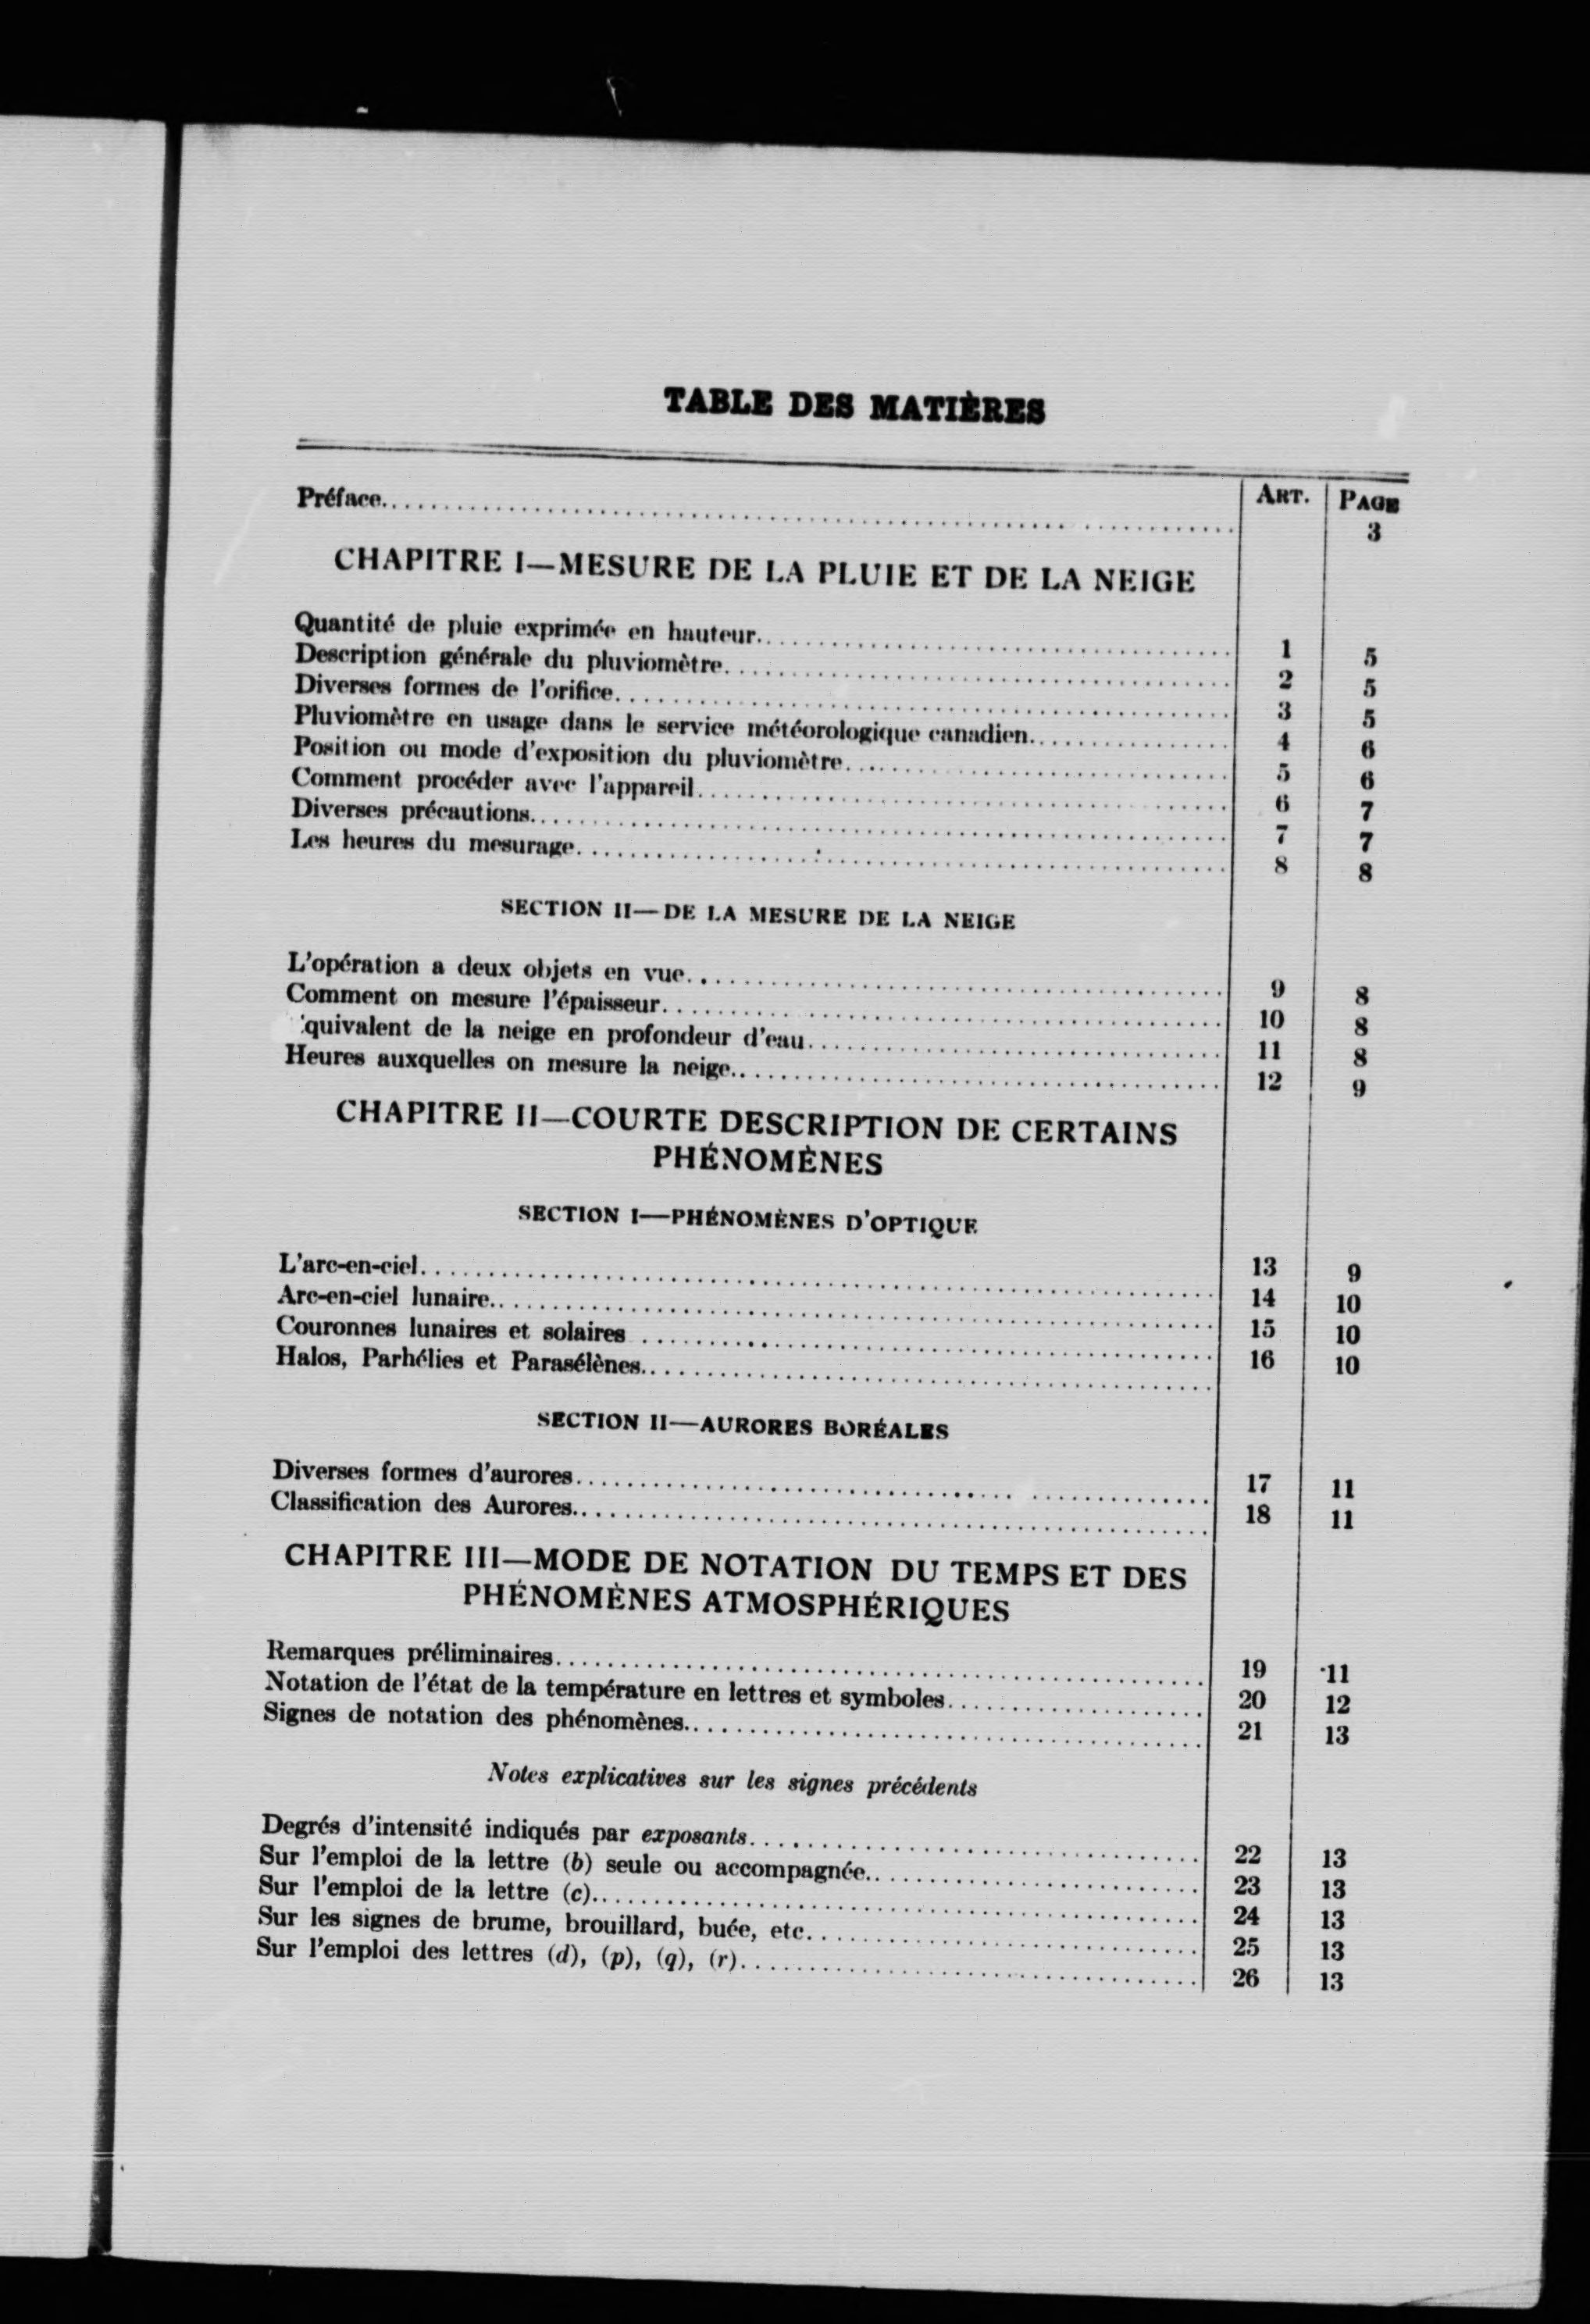 TABLE DES MATIÈRES
ART. PAGE
Préface 3
CHAPITRE I—MESURE DE LA PLUIE ET DE LA NEIGE
Quantité de pluie exprimée en hauteur 1 5
Description générale du pluviomètre 2 5
Diverses formes de l'orifice 3 5
Pluviomètre en usage dans le service météorologique canadien 4 6
Position ou mode d'exposition du pluviomètre 5 6
Comment procéder avec l'appareil 6 7
Diverses précautions 7 7
Les heures du mesurage 8 8
SECTION II—DE LA MESURE DE LA NEIGE
L'opération a deux objets en vue 9 8
Comment on mesure l'épaisseur 10 8
quivalent de la neige en profondeur d'eau 11 8
Heures auxquelles on mesure la neige 12 9
CHAPITRE II—COURTE DESCRIPTION DE CERTAINS
PHÉNOMÈNES
SECTION I—PHÉNOMÈNES D'OPTIQUE
L'arc-en-ciel 13 9
Arc-en-ciel lunaire 14 10
Couronnes lunaires et solaires 15 10
Halos, Parhélies et Parasélènes 16 10
SECTION II—AURORES BORÉALES
Diverses formes d'aurores 17 11
Classification des Aurores 18 11
CHAPITRE III—MODE DE NOTATION DU TEMPS ET DES
PHÉNOMÈNES ATMOSPHÉRIQUES
Remarques préliminaires 19 11
Notation de l'état de la température en lettres et symboles 20 12
Signes de notation des phénomènes 21 13
Notes explicatives sur les signes précédents
Degrés d'intensité indiqués par exposants 22 13
Sur l'emploi de la lettre (b) seule ou accompagnée 23 13
Sur l'emploi de la lettre (c) 24 13
Sur les signes de brume, brouillard, buée, etc. 25 13
Sur l'emploi des lettres (d), (p), (q), (r) 26 13